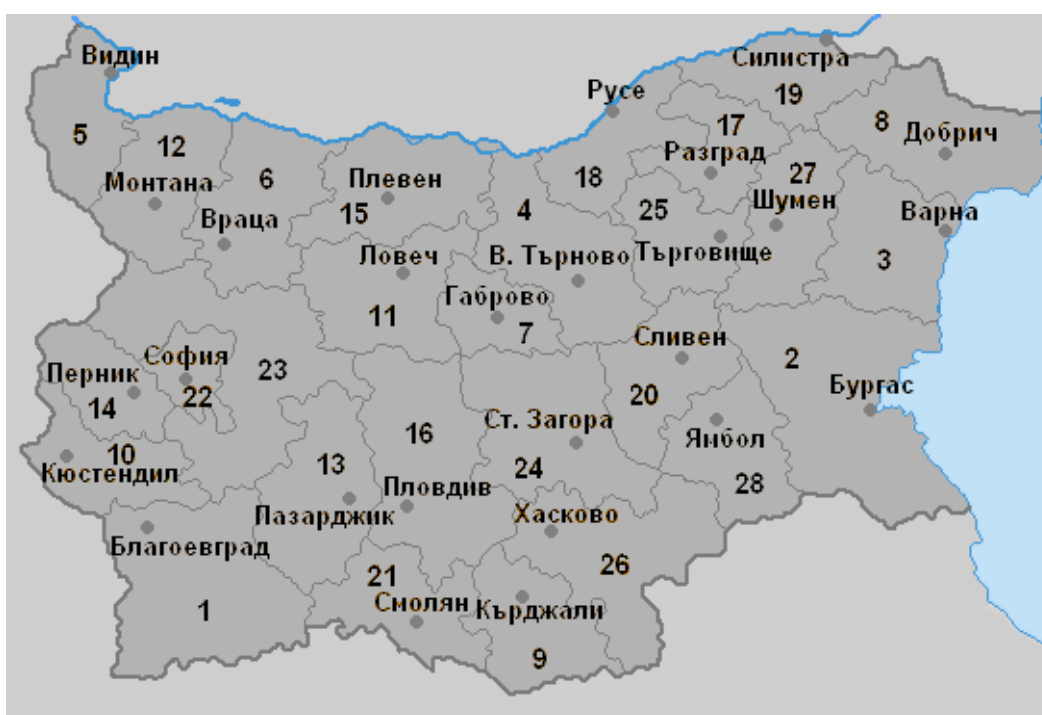 Видин
Силистра
Русе
19
5
12
17
8
Добрич
Монтана
6
Плевен
18
Разград
27
Враца
15
4
25
Шумен
Варна
Ловеч
В. Търново
Търговище
3
11
Габрово
7
Сливен
София
23
2
Перник
22
20
Бургас
14
16
Ст. Загора
Ямбол
10
13
24
28
Кюстендил
Пловдив
Пазарджик
Хасково
Благоевград
21
26
1
Смолян
Кърджали
9